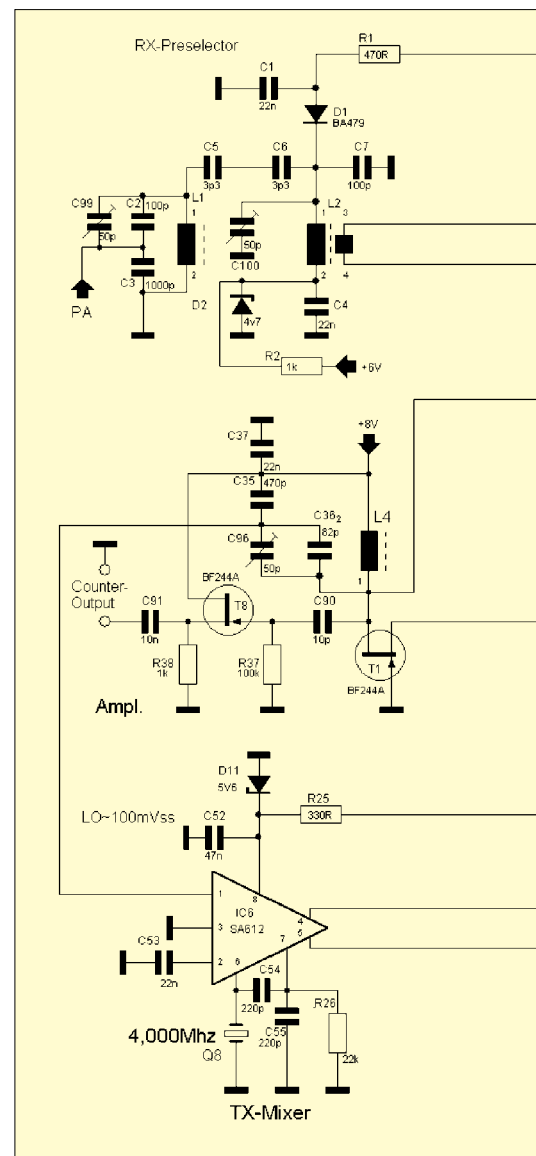 RX-Preselector
R1
470R
C1
22n
D1
BA479
C5
3p3
C6
3p3
C7
100p
C99
50p
C2
100p
L1
1
2
C3
1000p
PA
50p
C100
L2
1
3
2
4
D2
4v7
C4
22n
R2
1k
+6V
+8V
C37
22n
C35
470p
C36₂
82p
C96
50p
L4
1
Counter-
Output
C91
10n
BF244A
T8
C90
10p
R38
1k
R37
100k
T1
BF244A
Ampl.
D11
5V6
R25
330R
LO~100mVss
C52
47n
1
8
IC6
SA612
3
4
5
2
6
7
C53
22n
C54
220p
C55
220p
R26
22k
4,000Mhz
Q8
TX-Mixer